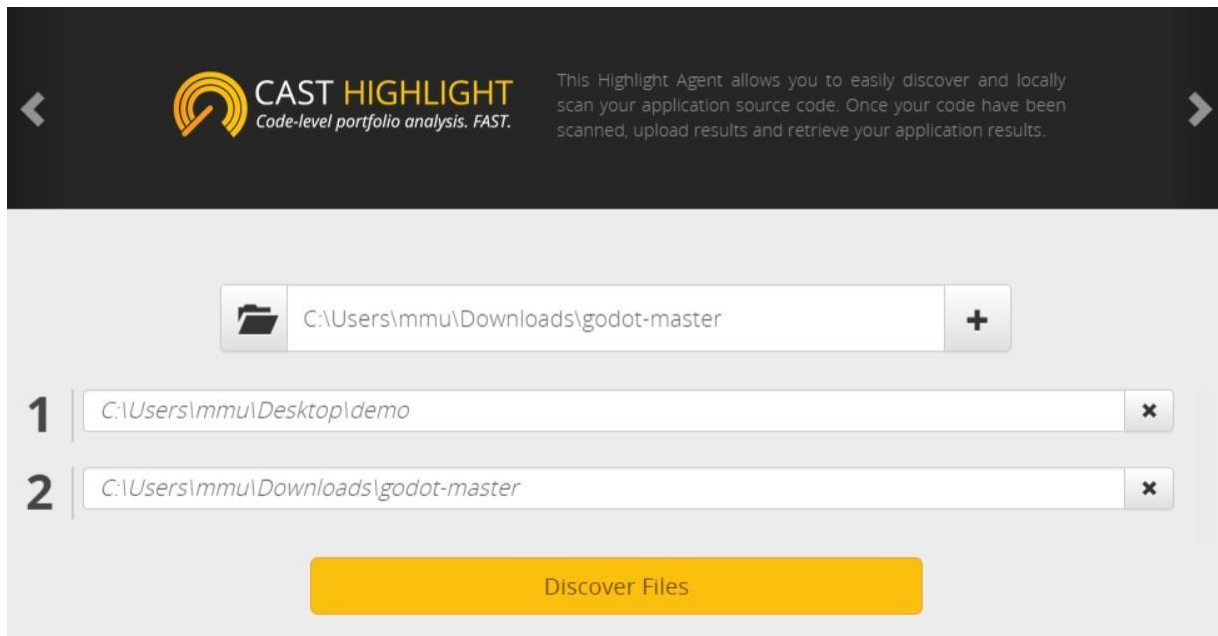 CAST HIGHLIGHT
Code-level portfolio analysis. FAST.
This Highlight Agent allows you to easily discover and locally
scan your application source code. Once your code have been
scanned, upload results and retrieve your application results.
C:\Users\mmu\Downloads\godot-master
1 C:\Users\mmu\Desktop\demo
2 C:\Users\mmu\Downloads\godot-master
Discover Files